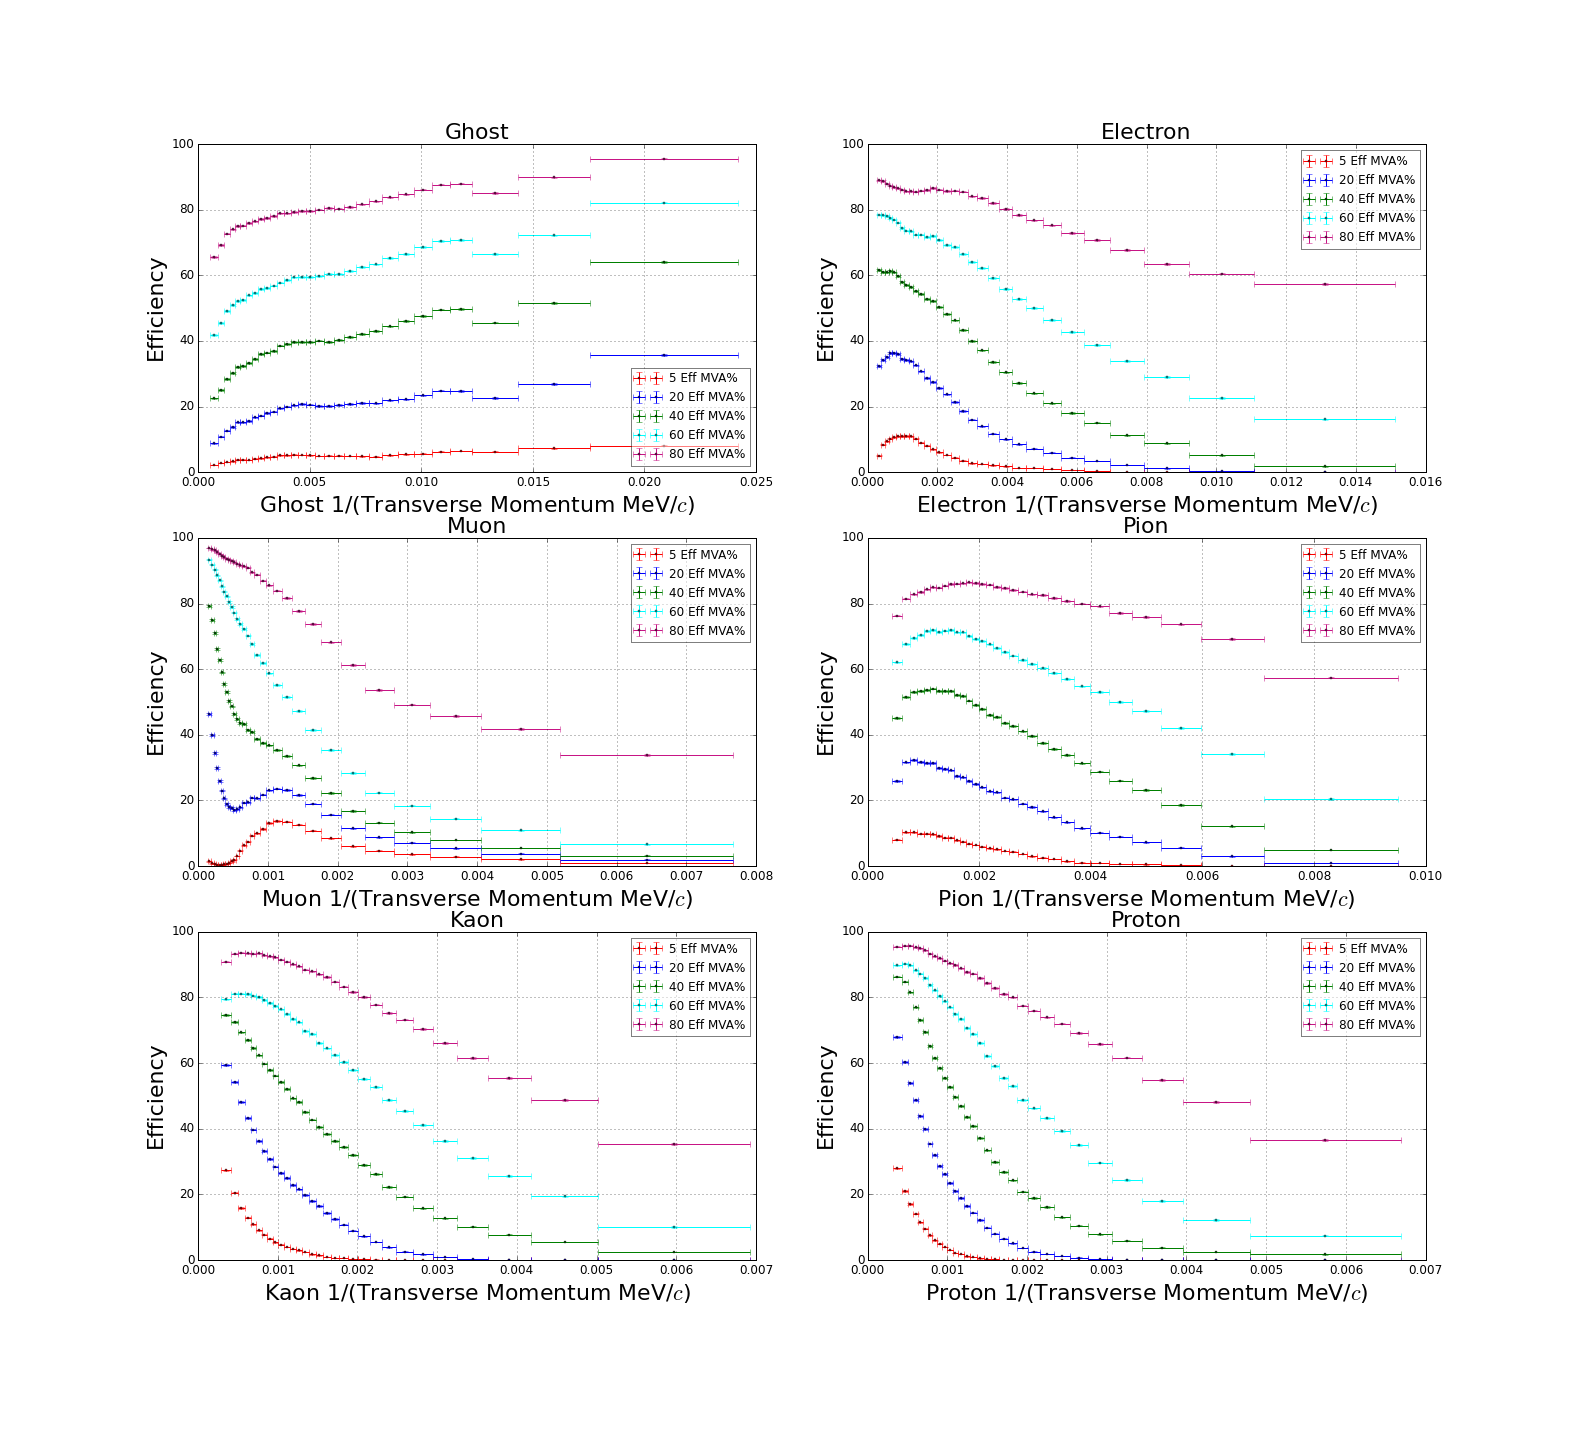 Ghost
100
80
60
40
20
0
Efficiency
5 Eff MVA%
20 Eff MVA%
40 Eff MVA%
60 Eff MVA%
80 Eff MVA%
0.000 0.005 0.010 0.015 0.020 0.025
Ghost 1/(Transverse Momentum MeV/c)
Electron
100
80
60
40
20
0
Efficiency
5 Eff MVA%
20 Eff MVA%
40 Eff MVA%
60 Eff MVA%
80 Eff MVA%
0.000 0.002 0.004 0.006 0.008 0.010 0.012 0.014 0.016
Electron 1/(Transverse Momentum MeV/c)
Muon
100
80
60
40
20
0
Efficiency
5 Eff MVA%
20 Eff MVA%
40 Eff MVA%
60 Eff MVA%
80 Eff MVA%
0.000 0.001 0.002 0.003 0.004 0.005 0.006 0.007 0.008
Muon 1/(Transverse Momentum MeV/c)
Pion
100
80
60
40
20
0
Efficiency
5 Eff MVA%
20 Eff MVA%
40 Eff MVA%
60 Eff MVA%
80 Eff MVA%
0.000 0.002 0.004 0.006 0.008 0.010
Pion 1/(Transverse Momentum MeV/c)
Kaon
100
80
60
40
20
0
Efficiency
5 Eff MVA%
20 Eff MVA%
40 Eff MVA%
60 Eff MVA%
80 Eff MVA%
0.000 0.001 0.002 0.003 0.004 0.005 0.006 0.007
Kaon 1/(Transverse Momentum MeV/c)
Proton
100
80
60
40
20
0
Efficiency
5 Eff MVA%
20 Eff MVA%
40 Eff MVA%
60 Eff MVA%
80 Eff MVA%
0.000 0.001 0.002 0.003 0.004 0.005 0.006 0.007
Proton 1/(Transverse Momentum MeV/c)